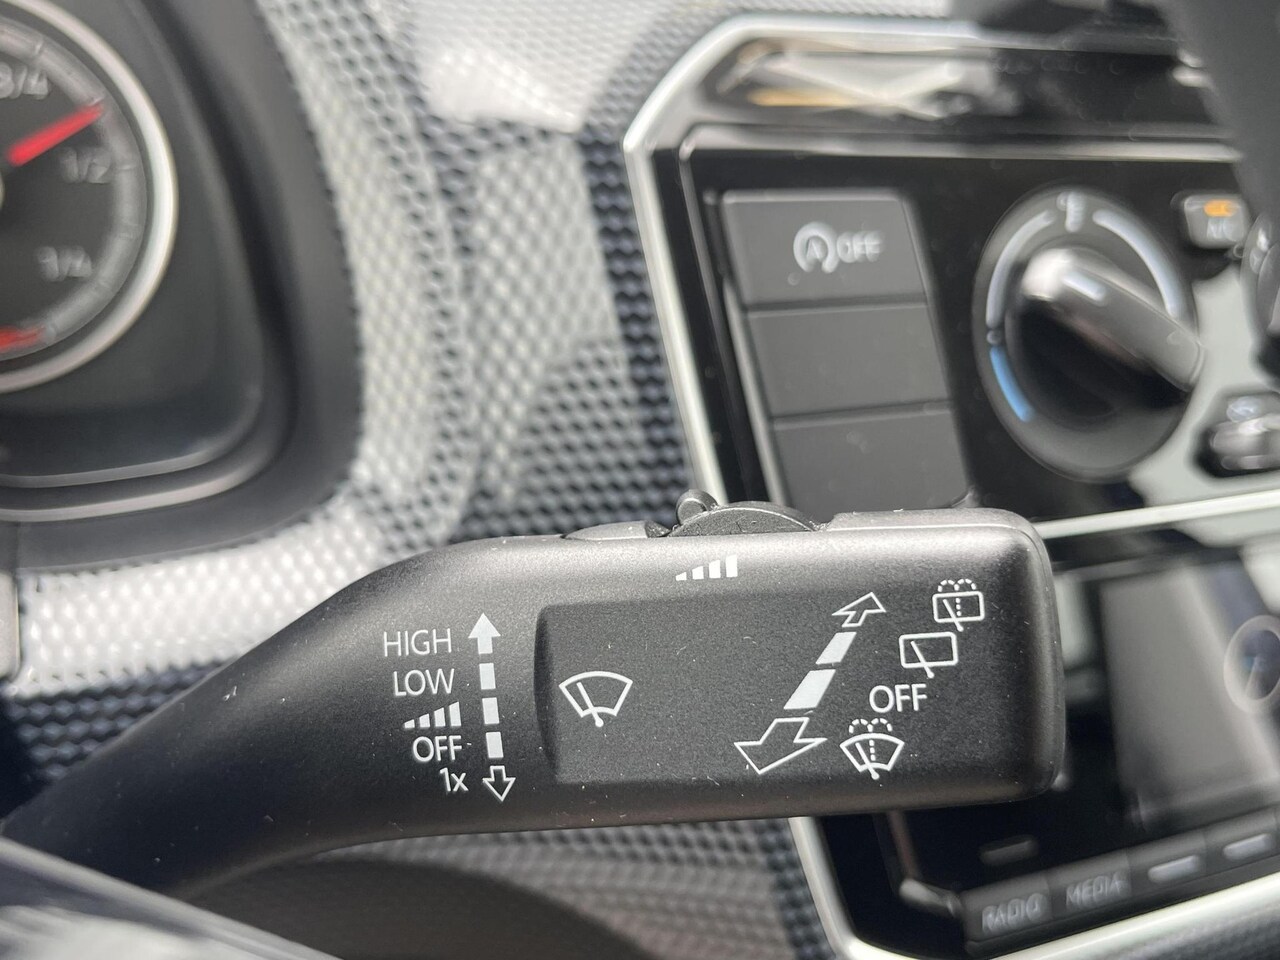 3/4
1/2
1/4
A OFF
A/C
HIGH
LOW
OFF
1x
OFF
RADIO
MEDIA